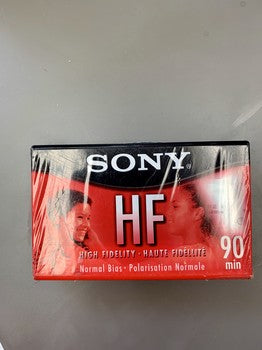 SONY
HF
HIGH FIDELITY · HAUTE FIDÉLITÉ
Normal Bias · Polarisation Normale
90
min